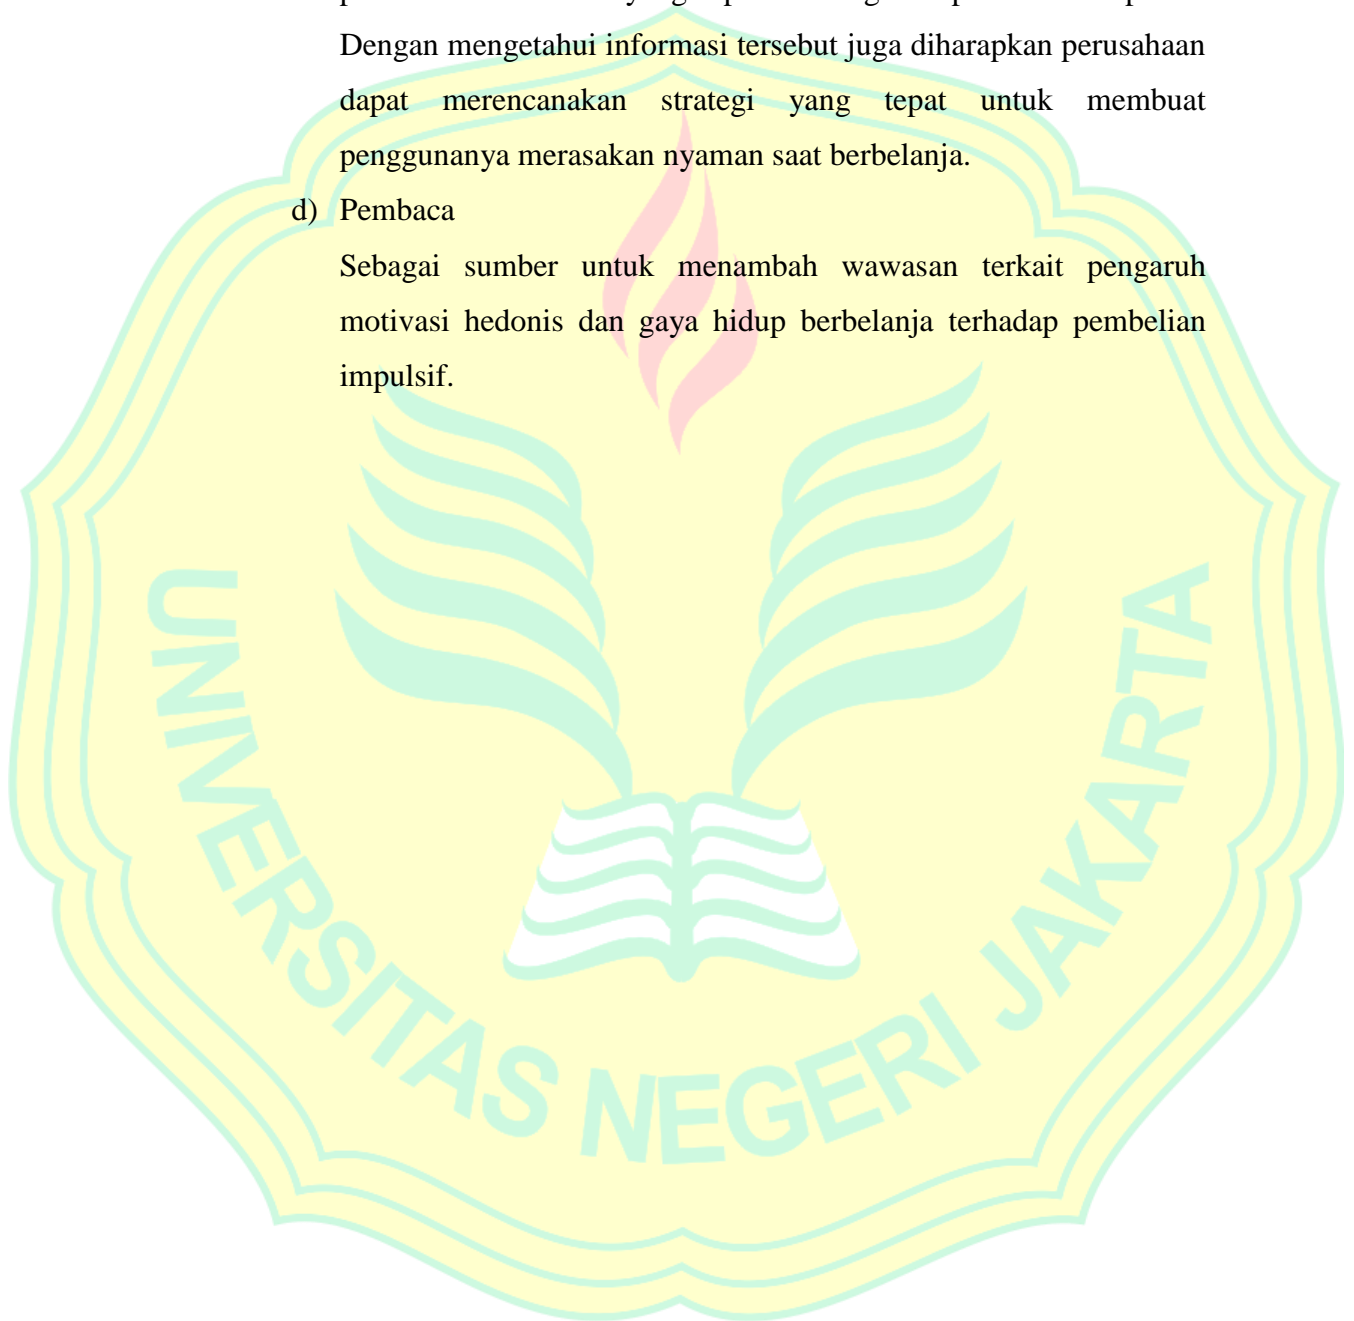 Dengan mengetahui informasi tersebut juga diharapkan perusahaan
dapat merencanakan strategi yang tepat untuk membuat
penggunanya merasakan nyaman saat berbelanja.
d) Pembaca
Sebagai sumber untuk menambah wawasan terkait pengaruh
motivasi hedonis dan gaya hidup berbelanja terhadap pembelian
impulsif.
UNIVERSITAS NEGERI JAKARTA